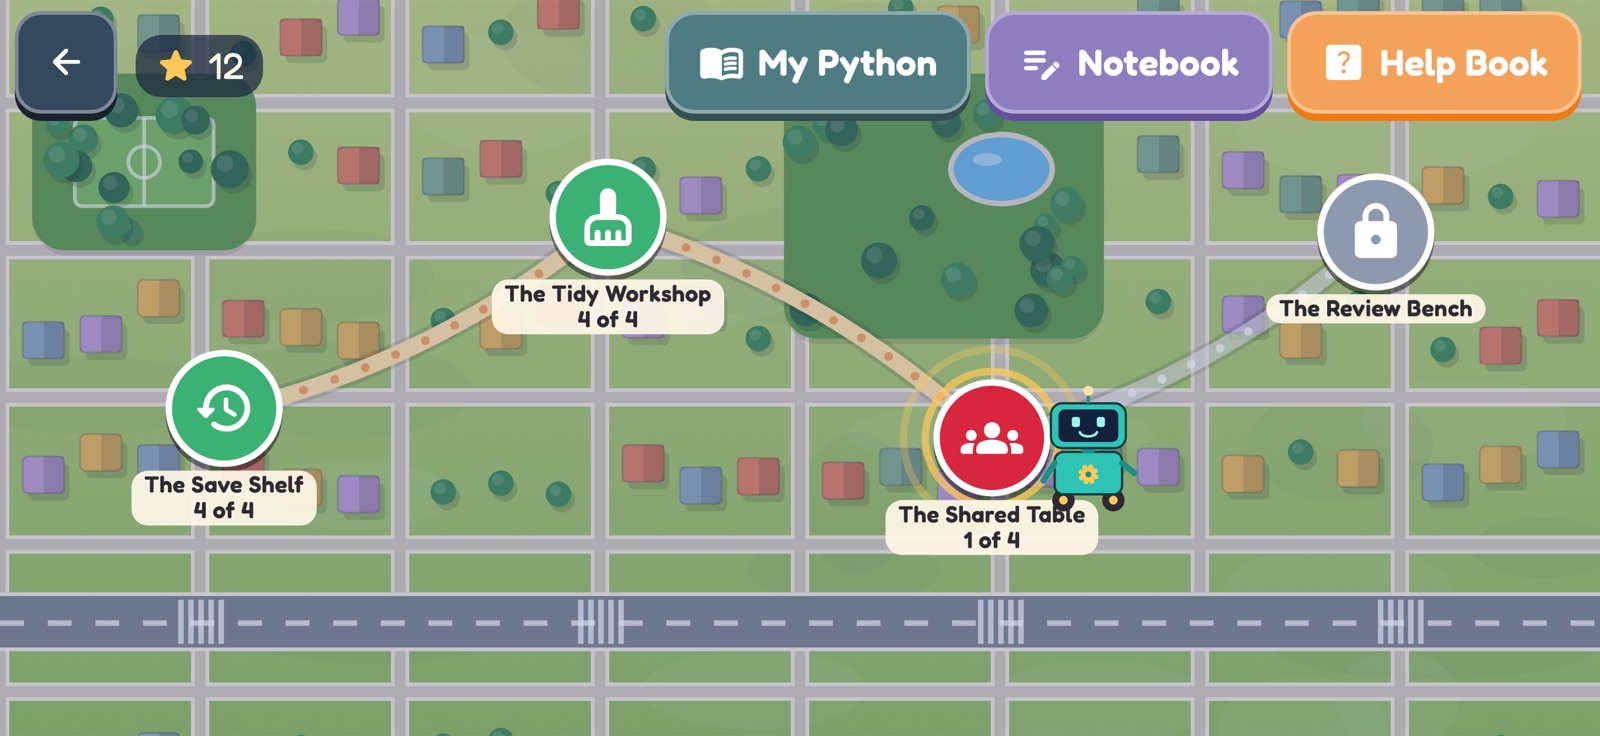 12
My Python
Notebook
Help Book
The Tidy Workshop
4 of 4
The Review Bench
The Save Shelf
4 of 4
The Shared Table
1 of 4